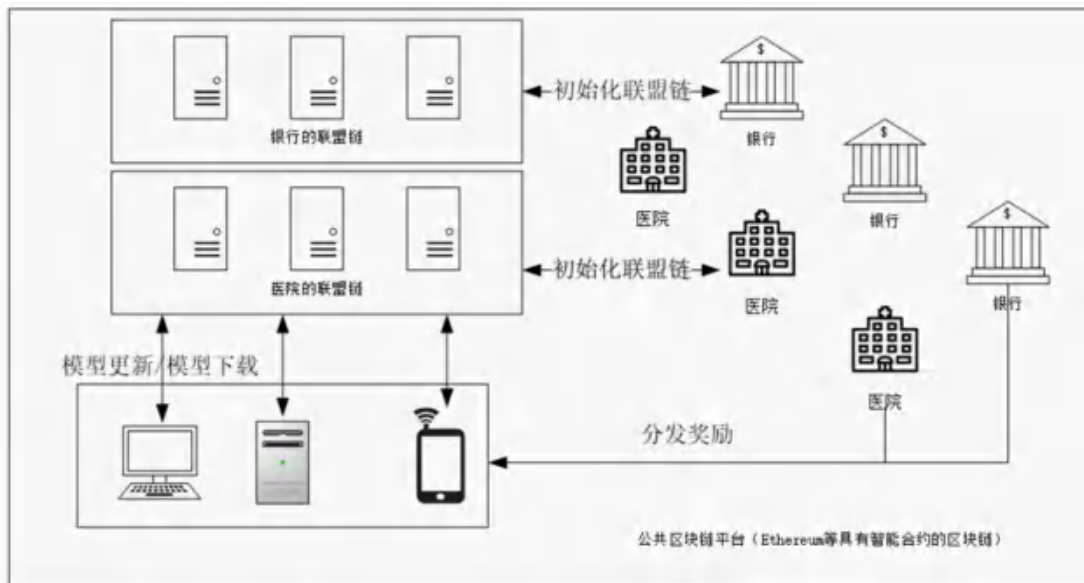 $
初始化联盟链
银行的联盟链
银行
$
医院
银行
$
初始化联盟链
医院的联盟链
医院
银行
模型更新/模型下载
医院
分发奖励
公共区块链平台(Ethereum等具有智能合约的区块链)